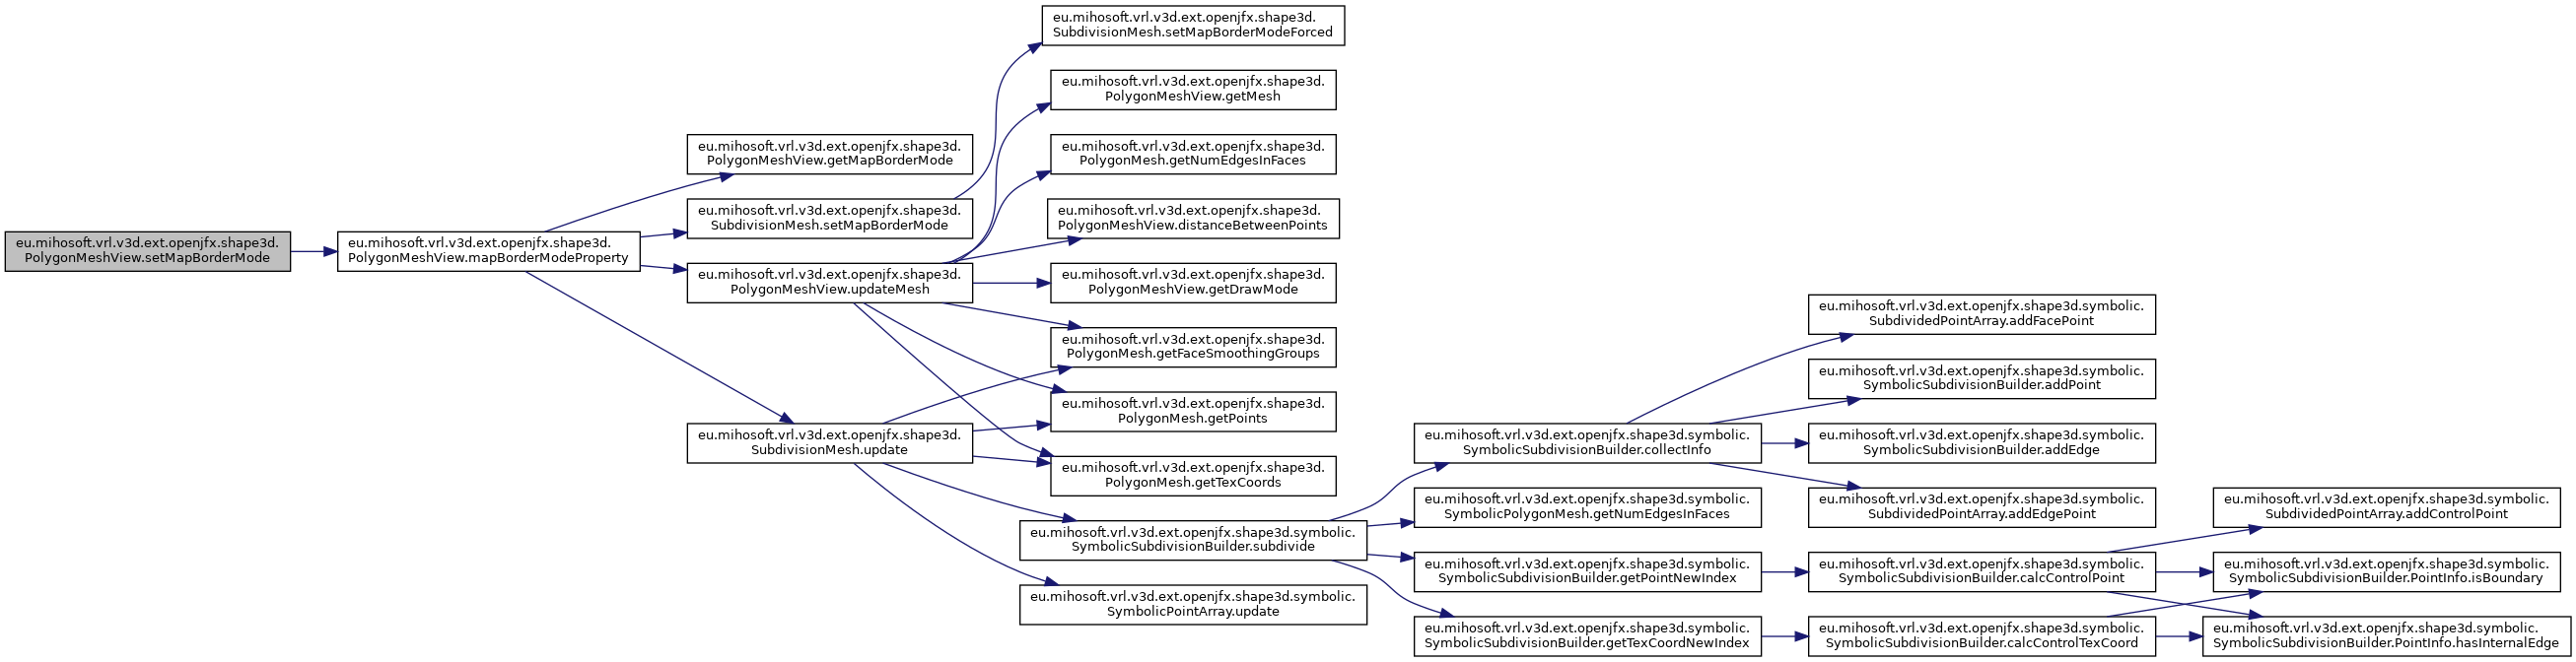 eu.mihosoft.vrl.v3d.ext.openjfx.shape3d.
PolygonMeshView.setMapBorderMode
eu.mihosoft.vrl.v3d.ext.openjfx.shape3d.
PolygonMeshView.mapBorderModeProperty
eu.mihosoft.vrl.v3d.ext.openjfx.shape3d.
PolygonMeshView.getMapBorderMode
eu.mihosoft.vrl.v3d.ext.openjfx.shape3d.
SubdivisionMesh.setMapBorderMode
eu.mihosoft.vrl.v3d.ext.openjfx.shape3d.
PolygonMeshView.updateMesh
eu.mihosoft.vrl.v3d.ext.openjfx.shape3d.
SubdivisionMesh.update
eu.mihosoft.vrl.v3d.ext.openjfx.shape3d.
SubdivisionMesh.setMapBorderModeForced
eu.mihosoft.vrl.v3d.ext.openjfx.shape3d.
PolygonMeshView.getMesh
eu.mihosoft.vrl.v3d.ext.openjfx.shape3d.
PolygonMesh.getNumEdgesInFaces
eu.mihosoft.vrl.v3d.ext.openjfx.shape3d.
PolygonMeshView.distanceBetweenPoints
eu.mihosoft.vrl.v3d.ext.openjfx.shape3d.
PolygonMeshView.getDrawMode
eu.mihosoft.vrl.v3d.ext.openjfx.shape3d.
PolygonMesh.getFaceSmoothingGroups
eu.mihosoft.vrl.v3d.ext.openjfx.shape3d.
PolygonMesh.getPoints
eu.mihosoft.vrl.v3d.ext.openjfx.shape3d.
PolygonMesh.getTexCoords
eu.mihosoft.vrl.v3d.ext.openjfx.shape3d.symbolic.
SymbolicSubdivisionBuilder.subdivide
eu.mihosoft.vrl.v3d.ext.openjfx.shape3d.symbolic.
SymbolicPointArray.update
eu.mihosoft.vrl.v3d.ext.openjfx.shape3d.symbolic.
SymbolicSubdivisionBuilder.collectInfo
eu.mihosoft.vrl.v3d.ext.openjfx.shape3d.symbolic.
SymbolicPolygonMesh.getNumEdgesInFaces
eu.mihosoft.vrl.v3d.ext.openjfx.shape3d.symbolic.
SymbolicSubdivisionBuilder.getPointNewIndex
eu.mihosoft.vrl.v3d.ext.openjfx.shape3d.symbolic.
SymbolicSubdivisionBuilder.getTexCoordNewIndex
eu.mihosoft.vrl.v3d.ext.openjfx.shape3d.symbolic.
SubdividedPointArray.addFacePoint
eu.mihosoft.vrl.v3d.ext.openjfx.shape3d.symbolic.
SymbolicSubdivisionBuilder.addPoint
eu.mihosoft.vrl.v3d.ext.openjfx.shape3d.symbolic.
SymbolicSubdivisionBuilder.addEdge
eu.mihosoft.vrl.v3d.ext.openjfx.shape3d.symbolic.
SubdividedPointArray.addEdgePoint
eu.mihosoft.vrl.v3d.ext.openjfx.shape3d.symbolic.
SymbolicSubdivisionBuilder.calcControlPoint
eu.mihosoft.vrl.v3d.ext.openjfx.shape3d.symbolic.
SymbolicSubdivisionBuilder.calcControlTexCoord
eu.mihosoft.vrl.v3d.ext.openjfx.shape3d.symbolic.
SubdividedPointArray.addControlPoint
eu.mihosoft.vrl.v3d.ext.openjfx.shape3d.symbolic.
SymbolicSubdivisionBuilder.PointInfo.isBoundary
eu.mihosoft.vrl.v3d.ext.openjfx.shape3d.symbolic.
SymbolicSubdivisionBuilder.PointInfo.hasInternalEdge